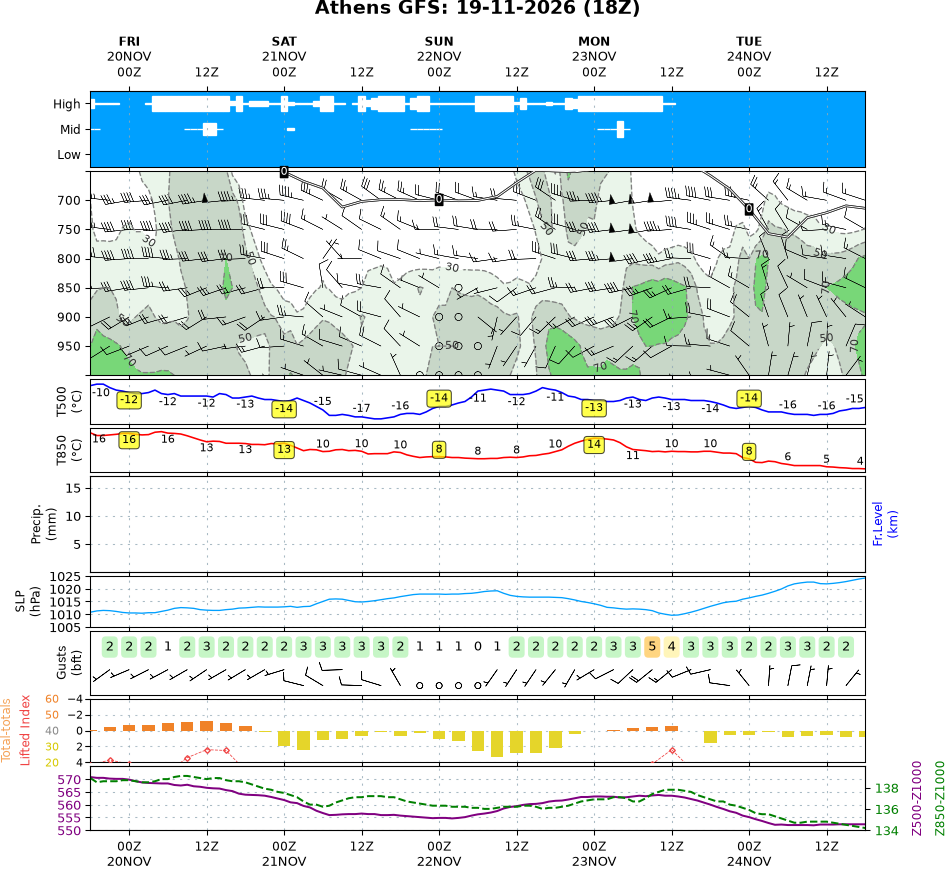 Athens GFS: 19-11-2026 (18Z)
FRI SAT SUN MON TUE
20NOV 21NOV 22NOV 23NOV 24NOV
00Z 12Z 00Z 12Z 00Z 12Z 00Z 12Z 00Z 12Z
High
Mid
Low
0 0 0
700
750
800
850
900
950
30 30 50 50 50 50 70 70 70
T500 (°C)
-10 -12 -12 -12 -13 -14 -15 -17 -16 -14 -11 -12 -11 -13 -13 -13 -14 -14 -16 -16 -15
T850 (°C)
16 16 16 13 13 13 10 10 10 8 8 8 10 14 11 10 10 8 6 5 4
Precip. (mm)
15
10
5
Fr.Level (km)
SLP (hPa)
1025
1020
1015
1010
1005
Gusts (bft)
2 2 2 1 2 3 2 2 2 2 3 3 3 3 3 2 1 1 1 0 1 2 2 2 2 2 3 3 5 4 3 3 3 2 2 3 3 2 2
Total-totals
Lifted Index
60 -4
50 -2
40 0
30 2
20 4
570
565
560
555
550
138
136
134
Z500-Z1000
Z850-Z1000
00Z 12Z 00Z 12Z 00Z 12Z 00Z 12Z 00Z 12Z
20NOV 21NOV 22NOV 23NOV 24NOV